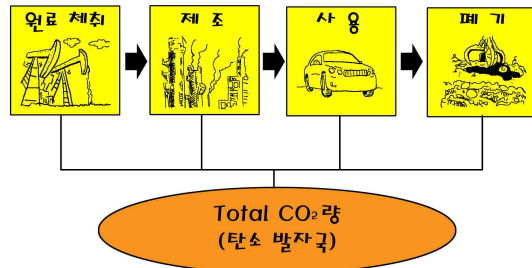 원료 체취
제 조
사 용
폐 기
Total CO₂량
(탄소 발자국)